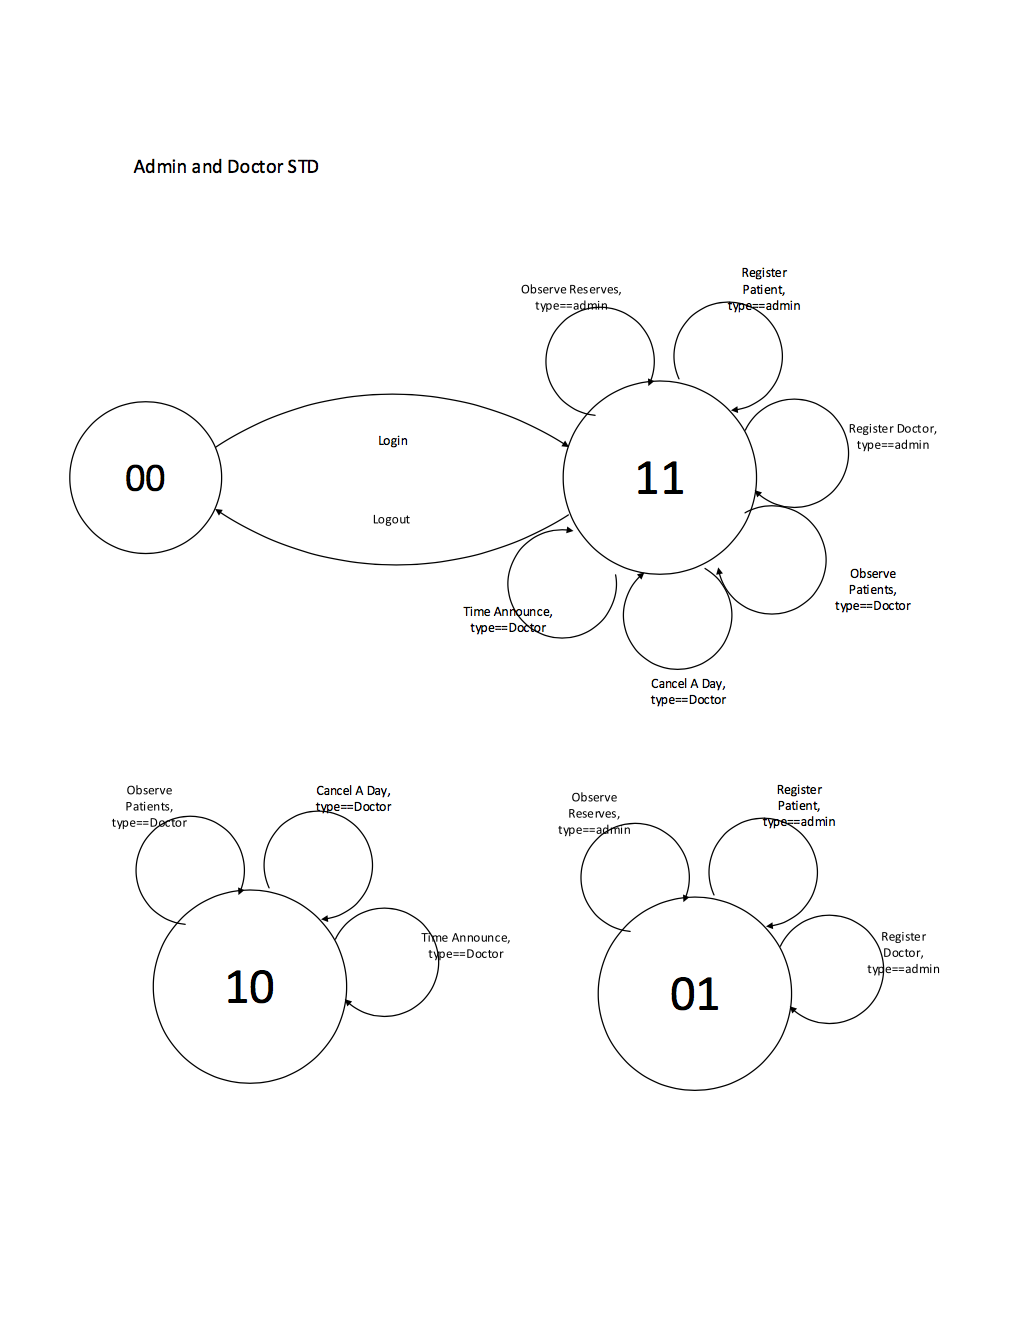 Admin and Doctor STD
Observe Reserves,
type==admin
Register
Patient,
type==admin
Register Doctor,
type==admin
Login
00
11
Logout
Observe
Patients,
type==Doctor
Time Announce,
type==Doctor
Cancel A Day,
type==Doctor
Observe
Patients,
type==Doctor
Cancel A Day,
type==Doctor
Time Announce,
type==Doctor
10
Observe
Reserves,
type==admin
Register
Patient,
type==admin
Register
Doctor,
type==admin
01